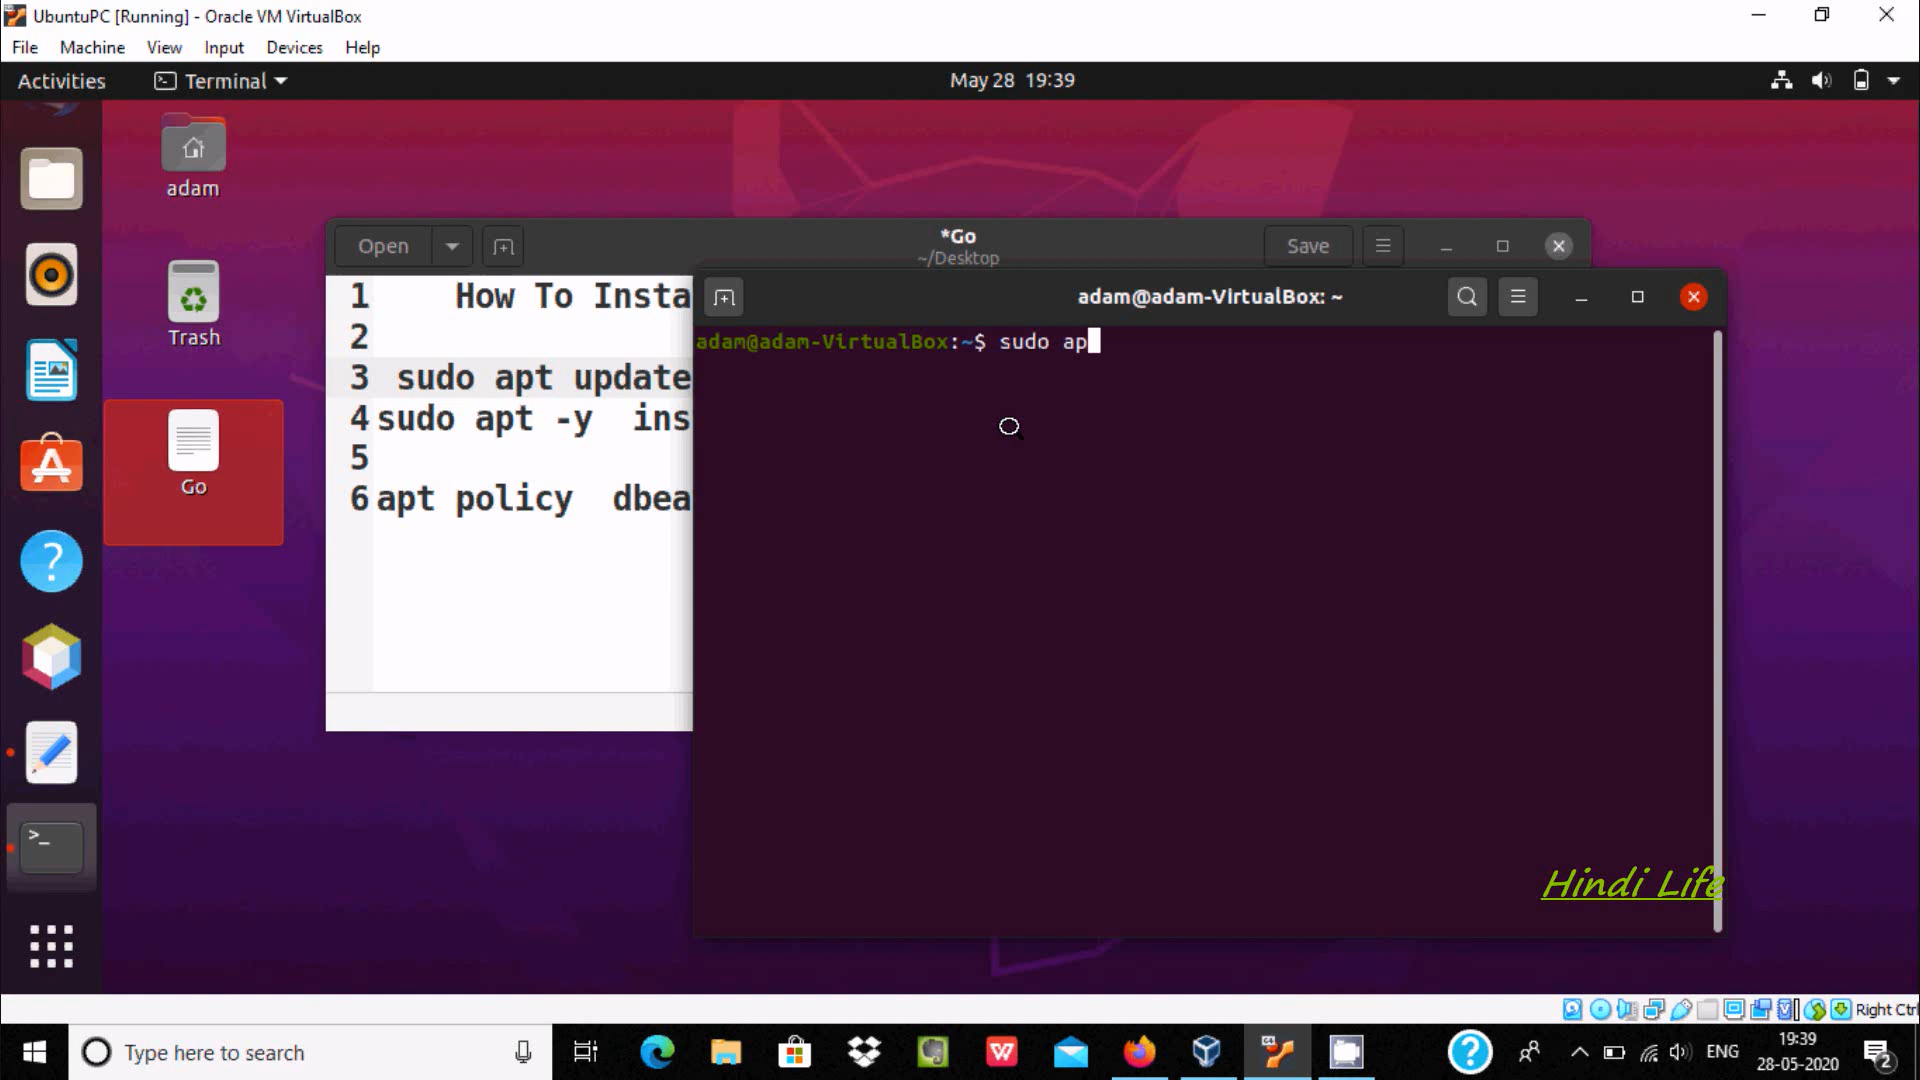 UbuntuPC [Running] - Oracle VM VirtualBox
File Machine View Input Devices Help
Activities Terminal May 28 19:39
adam
Trash
Go
Open *Go Save
~/Desktop
1 How To Insta
2
3 sudo apt update
4 sudo apt -y ins
5
6 apt policy dbea
adam@adam-VirtualBox: ~
adam@adam-VirtualBox:~$ sudo ap
Hindi Life
Right Ctrl
Type here to search
ENG
19:39
28-05-2020
2